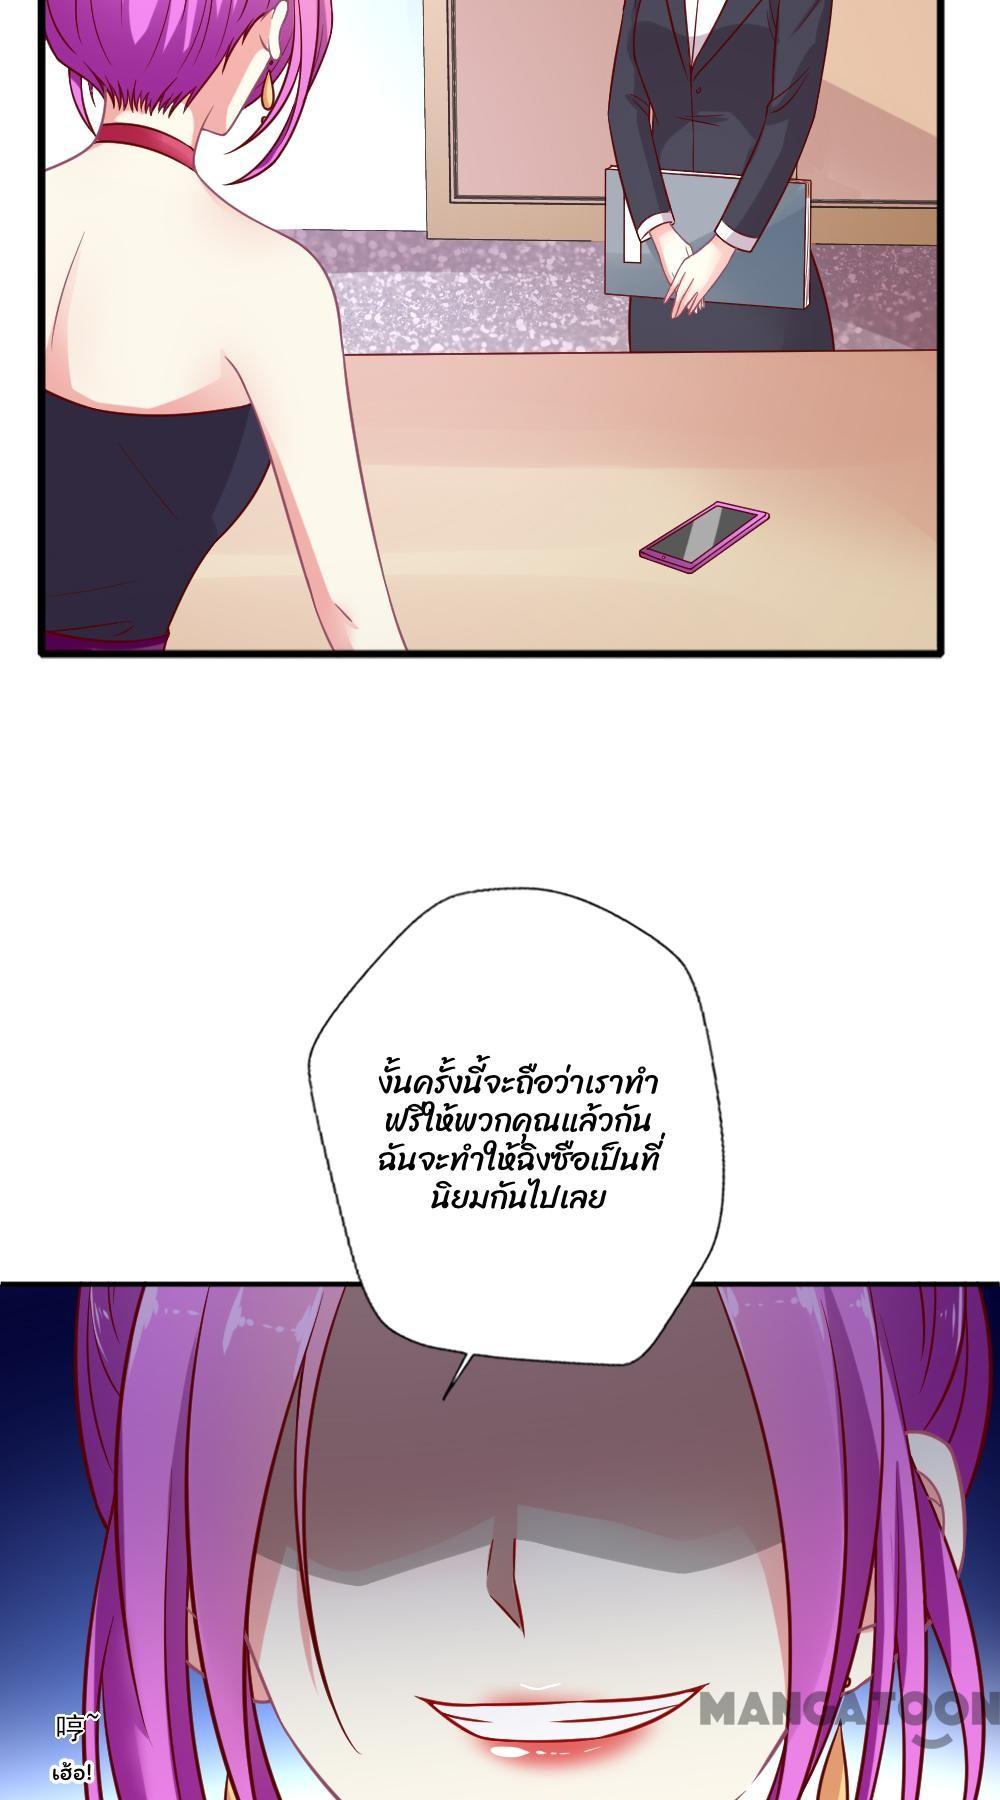 งั้นครั้งนี้จะถือว่าเราทำ
ฟรีให้พวกคุณแล้วกัน
ฉันจะทำให้ฉิงซือเป็นที่
นิยมกันไปเลย
MANGATOON
哼~
เฮ้อ!